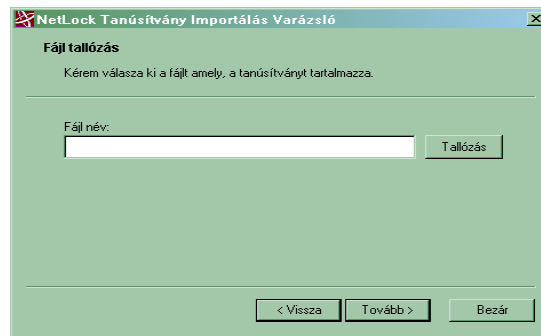 NetLock Tanúsítvány Importálás Varázsló
Fájl tallózás
Kérem válasza ki a fájlt amely, a tanúsítványt tartalmazza.
Fájl név:
Tallózás
< Vissza
Tovább >
Bezár